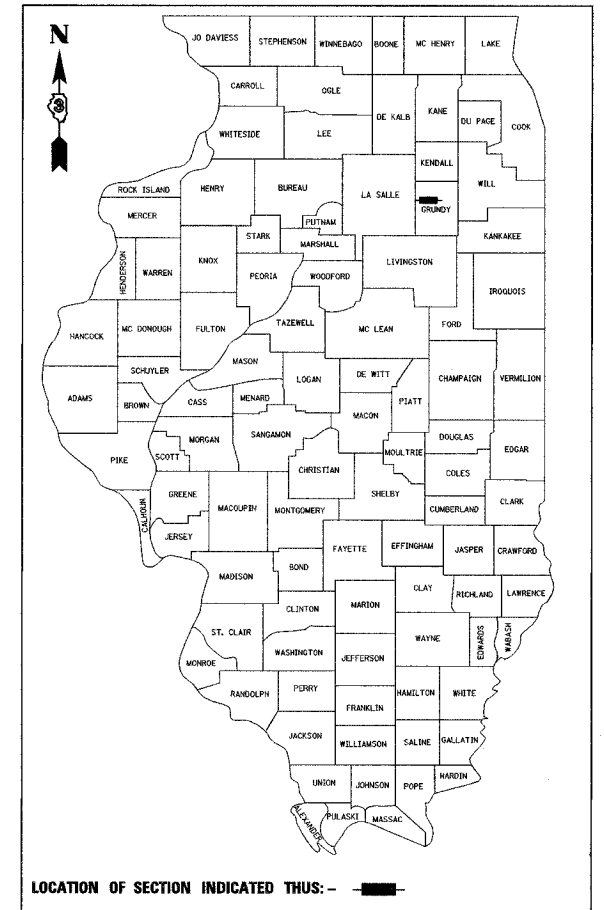 N
JO DAVIESS
STEPHENSON
WINNEBAGO
BOONE
MC HENRY
LAKE
CARROLL
OGLE
DE KALB
KANE
DU PAGE
COOK
WHITESIDE
LEE
KENDALL
WILL
ROCK ISLAND
HENRY
BUREAU
LA SALLE
GRUNDY
MERCER
PUTNAM
STARK
MARSHALL
KANKAKEE
HENDERSON
WARREN
KNOX
PEORIA
WOODFORD
LIVINGSTON
IROQUOIS
HANCOCK
MC DONOUGH
FULTON
TAZEWELL
MC LEAN
FORD
MASON
SCHUYLER
LOGAN
DE WITT
CHAMPAIGN
VERMILION
ADAMS
BROWN
CASS
MENARD
PIATT
MACON
MORGAN
SANGAMON
DOUGLAS
PIKE
SCOTT
MOULTRIE
EDGAR
CHRISTIAN
COLES
GREENE
MACOUPIN
MONTGOMERY
SHELBY
CUMBERLAND
CLARK
CALHOUN
JERSEY
FAYETTE
EFFINGHAM
JASPER
CRAWFORD
MADISON
BOND
CLAY
RICHLAND
LAWRENCE
CLINTON
MARION
ST. CLAIR
WAYNE
EDWARDS
WABASH
WASHINGTON
JEFFERSON
MONROE
RANDOLPH
PERRY
HAMILTON
WHITE
FRANKLIN
JACKSON
WILLIAMSON
SALINE
GALLATIN
UNION
JOHNSON
POPE
HARDIN
ALEXANDER
PULASKI
MASSAC
LOCATION OF SECTION INDICATED THUS: -